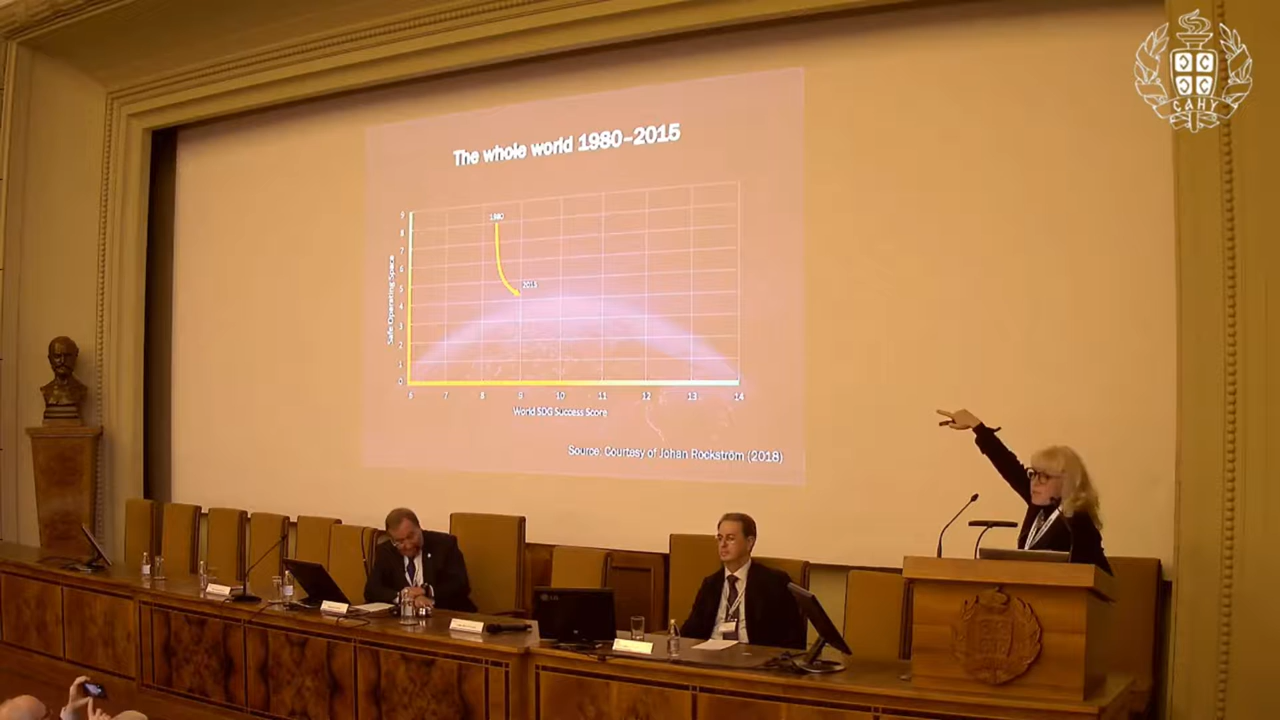 САНУ
The whole world 1980–2015
9
1980
8
7
6
2015
5
4
3
2
1
0
Safe Operating Space
6 7 8 9 10 11 12 13 14
World SDG Success Score
Source: Courtesy of Johan Rockström (2018)
LG